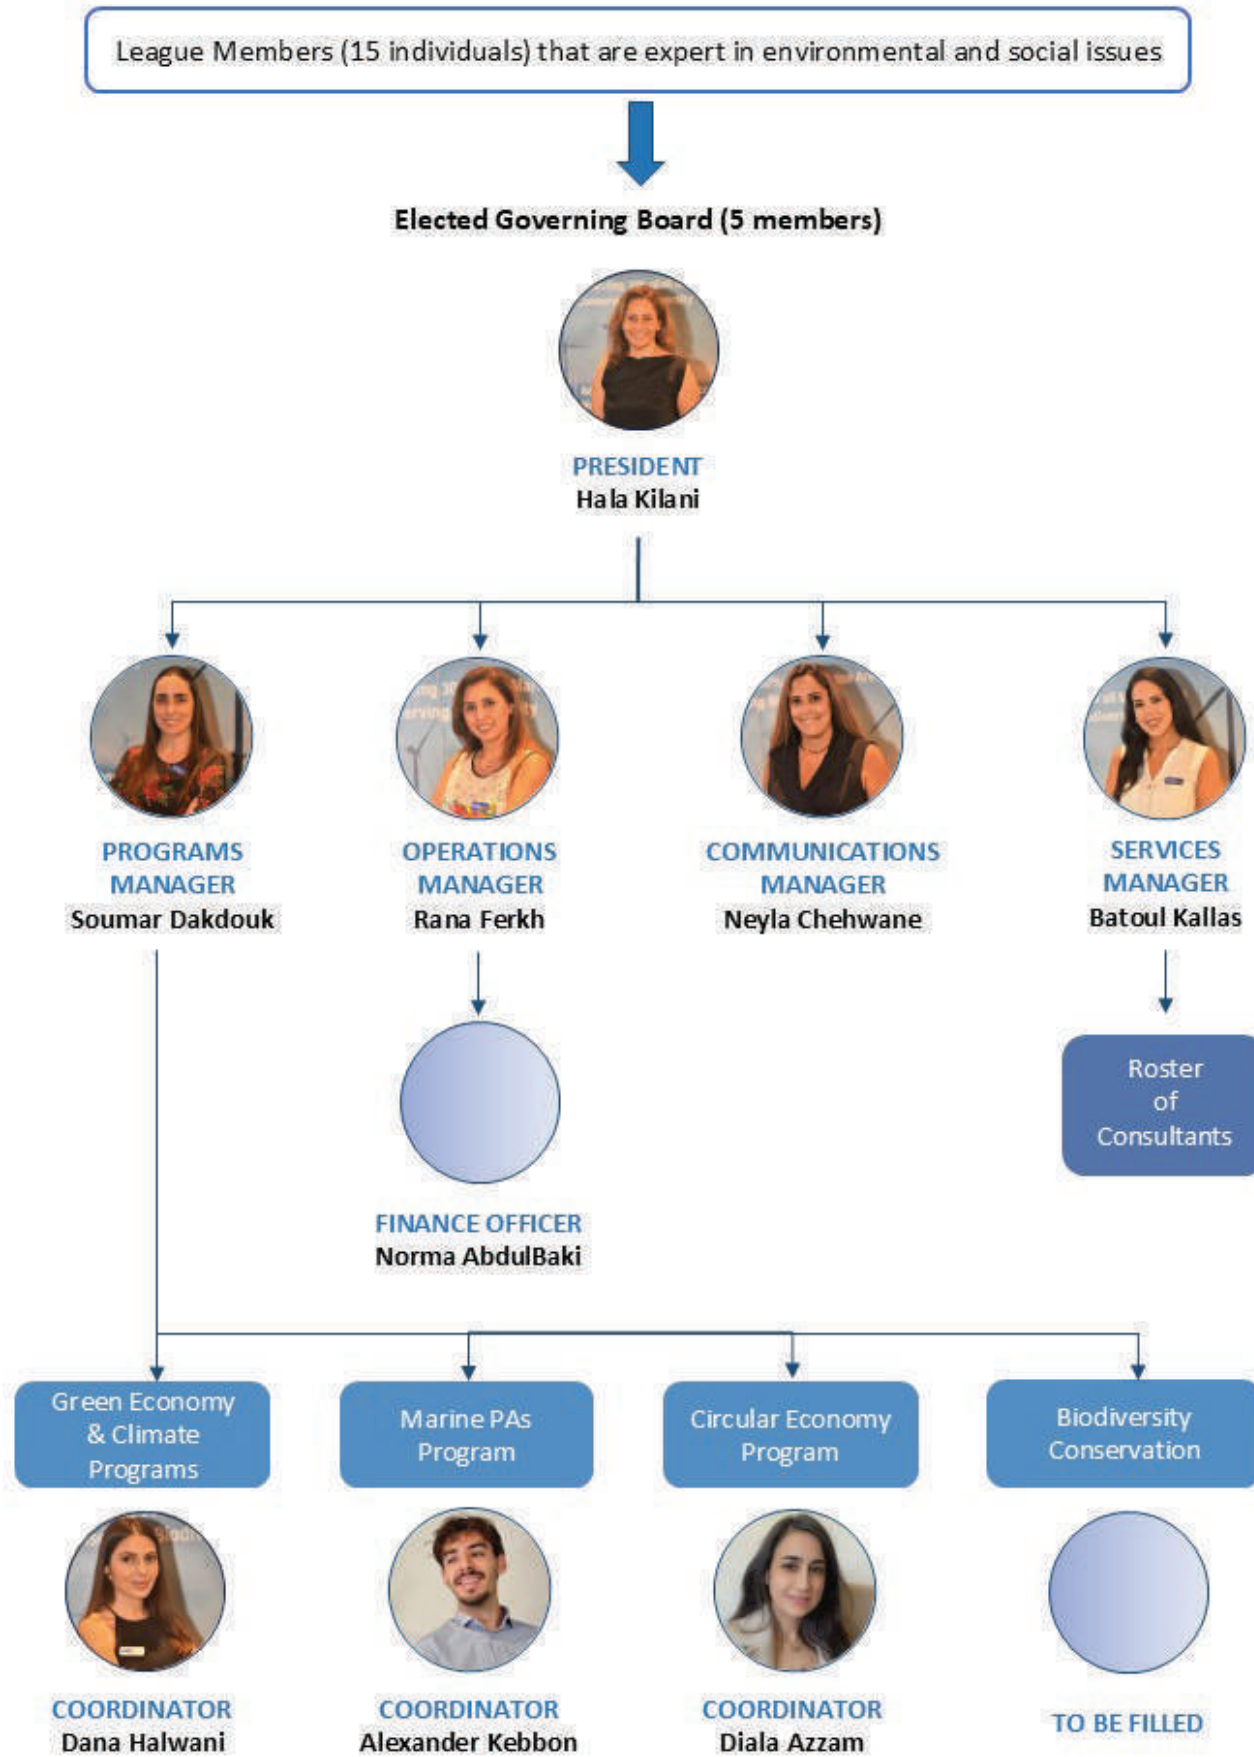 League Members (15 individuals) that are expert in environmental and social issues
Elected Governing Board (5 members)
PRESIDENT
Hala Kilani
PROGRAMS
MANAGER
Soumar Dakdouk
OPERATIONS
MANAGER
Rana Ferkh
COMMUNICATIONS
MANAGER
Neyla Chehwane
SERVICES
MANAGER
Batoul Kallas
Roster
of
Consultants
FINANCE OFFICER
Norma AbdulBaki
Green Economy
& Climate
Programs
Marine PAs
Program
Circular Economy
Program
Biodiversity
Conservation
COORDINATOR
Dana Halwani
COORDINATOR
Alexander Kebbon
COORDINATOR
Diala Azzam
TO BE FILLED